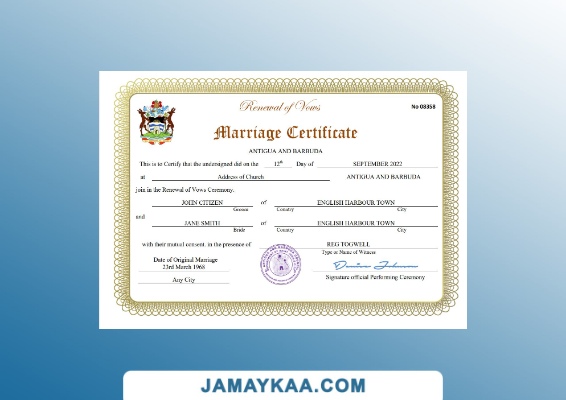 Renewal of Vows
No 08858
Marriage Certificate
ANTIGUA AND BARBUDA
This is to Certify that the undersigned did on the 12th Day of SEPTEMBER 2022
at Address of Church ANTIGUA AND BARBUDA
join in the Renewal of Vows Ceremony.
JOHN CITIZEN of ENGLISH HARBOUR TOWN
Groom Country City
and
JANE SMITH of ENGLISH HARBOUR TOWN
Bride Country City
with their mutual consent, in the presence of REG TOGWELL
Type or Name of Witness
Date of Original Marriage
23rd March 1968
Any City
Signature official Performing Ceremony
JAMAYKAA.COM